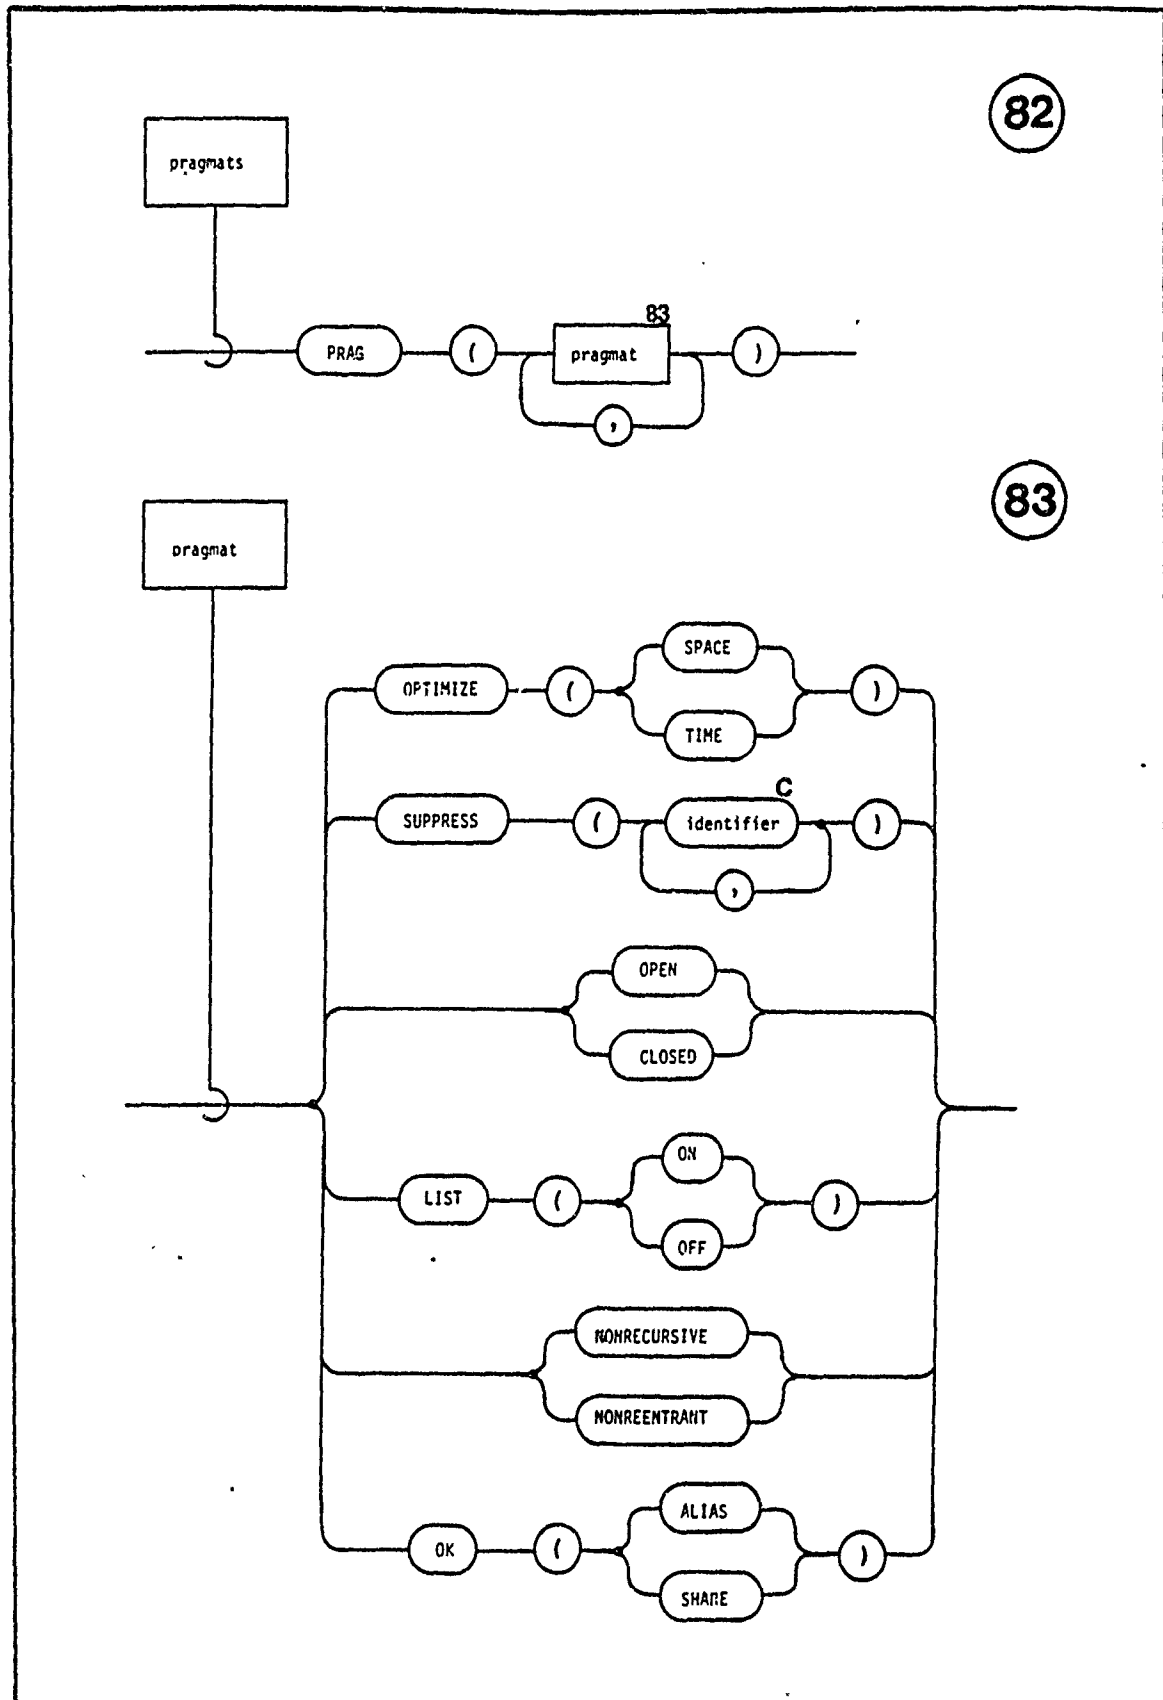 82
pragmats
83
PRAG ( pragmat )
,
83
pragmat
SPACE
OPTIMIZE ( )
TIME
C
SUPPRESS ( identifier )
,
OPEN
CLOSED
ON
LIST ( )
OFF
NONRECURSIVE
NONREENTRANT
ALIAS
OK ( )
SHARE